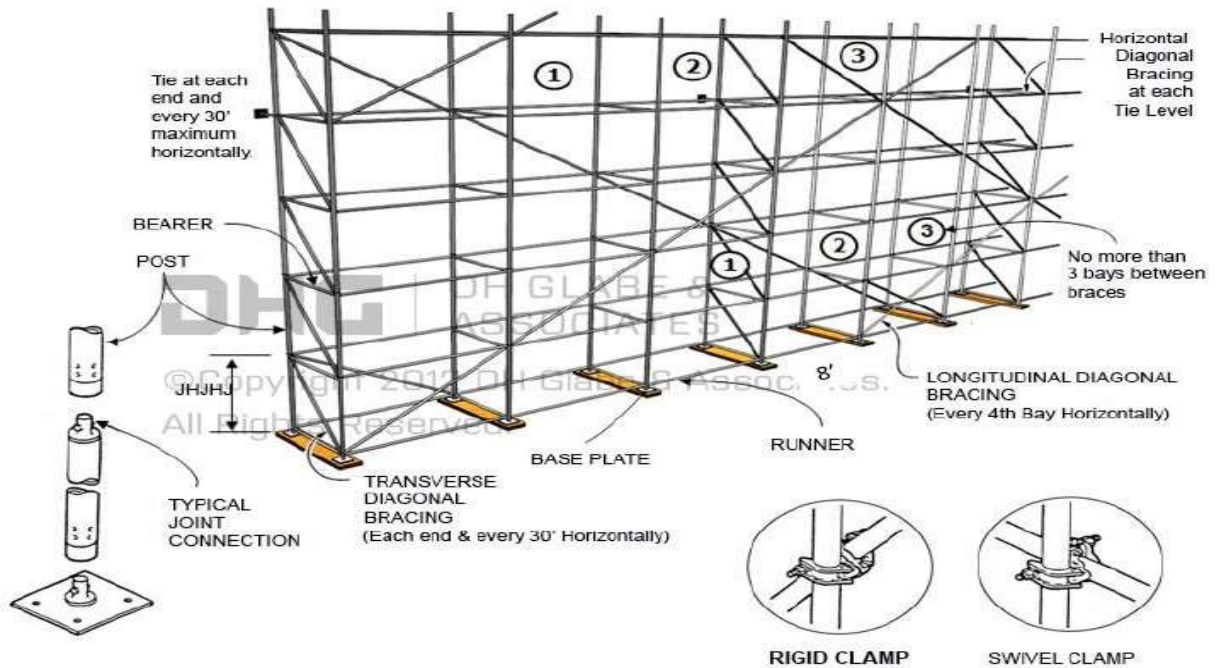 Tie at each
end and
every 30'
maximum
horizontally.
1
2
3
Horizontal
Diagonal
Bracing
at each
Tie Level
BEARER
POST
1
2
3
No more than
3 bays between
braces
DHG
DH GLABE &
ASSOCIATES
JHJHJ
©Copyright 2012 DH Glabe & Assoc
s.
All Rights Reserved.
8'
LONGITUDINAL DIAGONAL
BRACING
(Every 4th Bay Horizontally)
RUNNER
BASE PLATE
TRANSVERSE
DIAGONAL
BRACING
(Each end & every 30' Horizontally)
TYPICAL
JOINT
CONNECTION
RIGID CLAMP
SWIVEL CLAMP